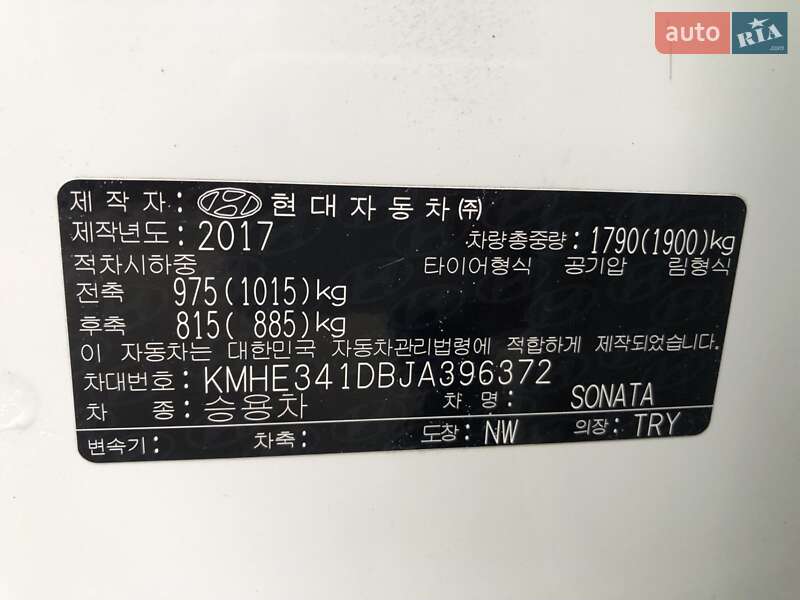 auto RIA.com
제 작 자 : 현 대 자 동 차 ㈜
제작년도 : 2017 차량총중량 : 1790(1900)kg
적차시하중 타이어형식 공기압 림형식
전축 975(1015)kg
후축 815( 885)kg
이 자동차는 대한민국 자동차관리법령에 적합하게 제작되었습니다.
차대번호 : KMHE341DBJA396372
차 종 : 승용차 차 명 : SONATA
변속기 : 차축 : 도장 : NW 의장 : TRY